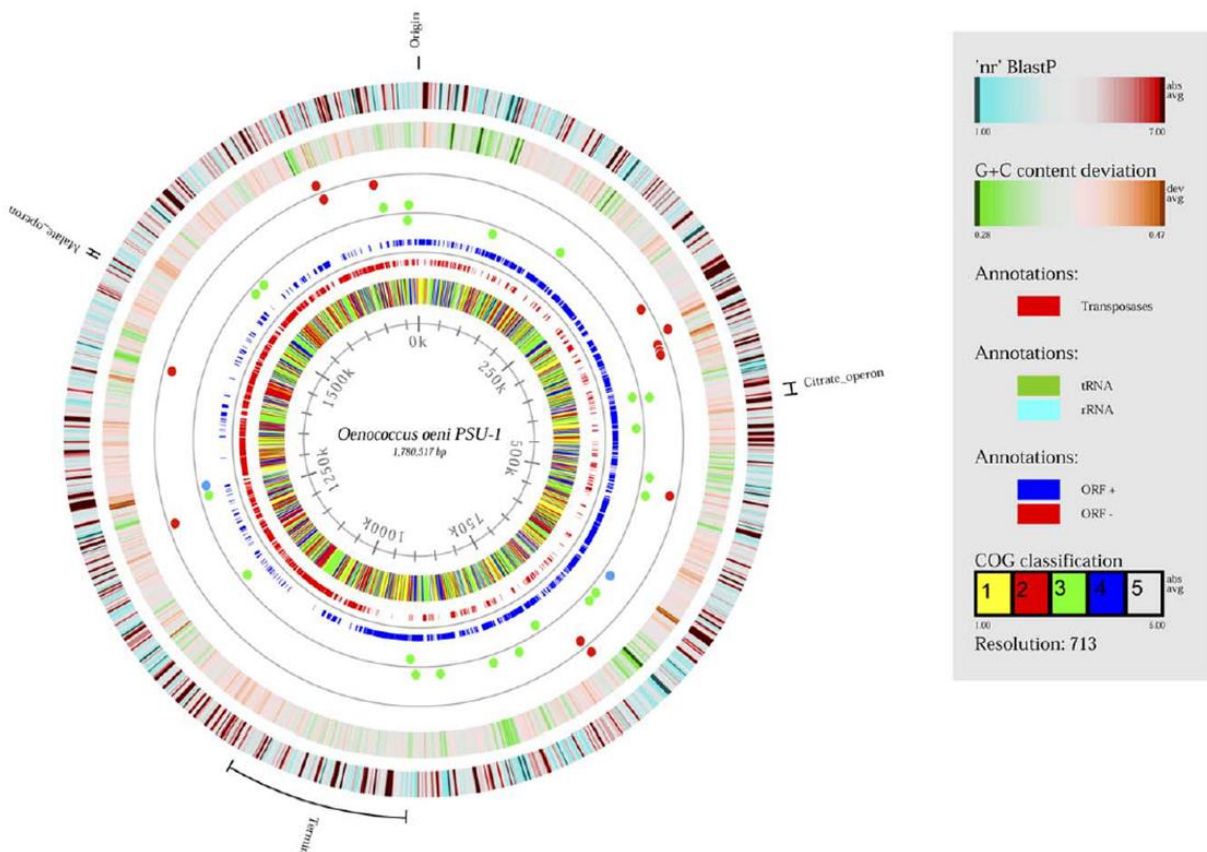 Origin
Malate_operon
Citrate_operon
Termin
0k
250k
500k
750k
1000k
1250k
1500k
Oenococcus oeni PSU-1
1,780,517 bp
'nr' BlastP
abs
avg
1.00
7.00
G+C content deviation
dev
avg
0.28
0.47
Annotations:
Transposases
Annotations:
tRNA
rRNA
Annotations:
ORF +
ORF -
COG classification
1 2 3 4 5
abs
avg
1.00
6.00
Resolution: 713